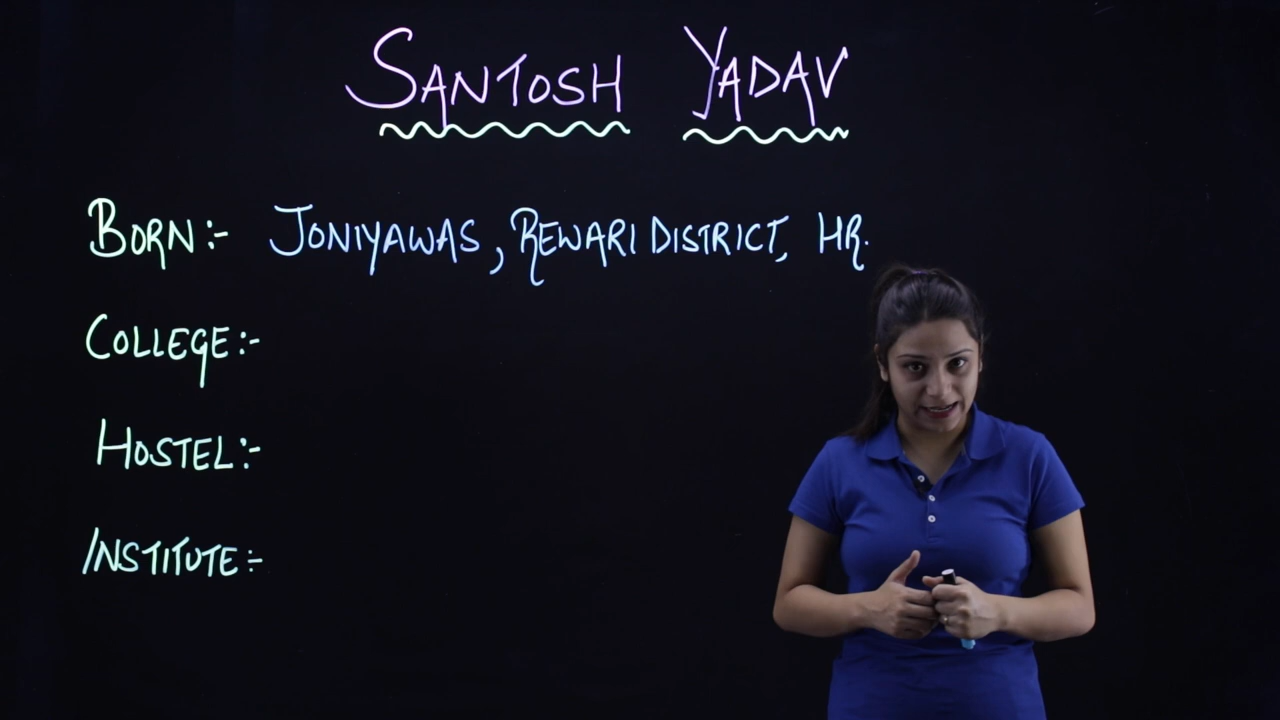 SANTOSH YADAV
BORN:- JONIYAWAS, REWARI DISTRICT, HR.
COLLEGE:-
HOSTEL:-
INSTITUTE:-